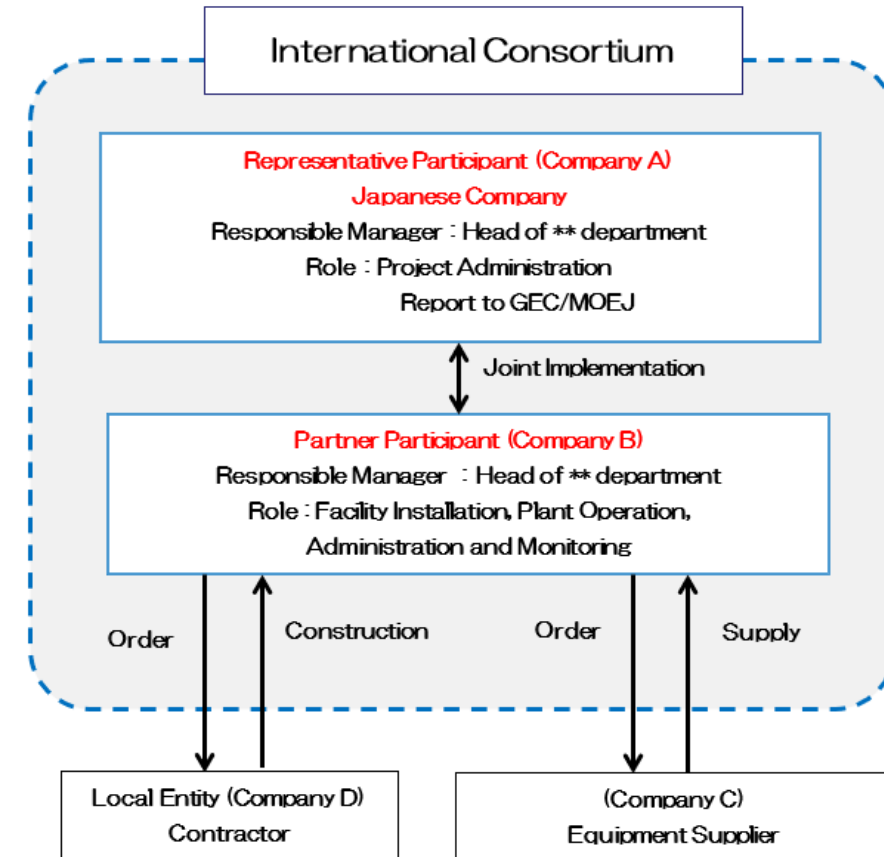 International Consortium
Representative Participant (Company A)
Japanese Company
Responsible Manager：Head of ** department
Role：Project Administration
Report to GEC/MOEJ
Joint Implementation
Partner Participant (Company B)
Responsible Manager ：Head of ** department
Role：Facility Installation, Plant Operation,
Administration and Monitoring
Order
Construction
Order
Supply
Local Entity (Company D)
Contractor
(Company C)
Equipment Supplier